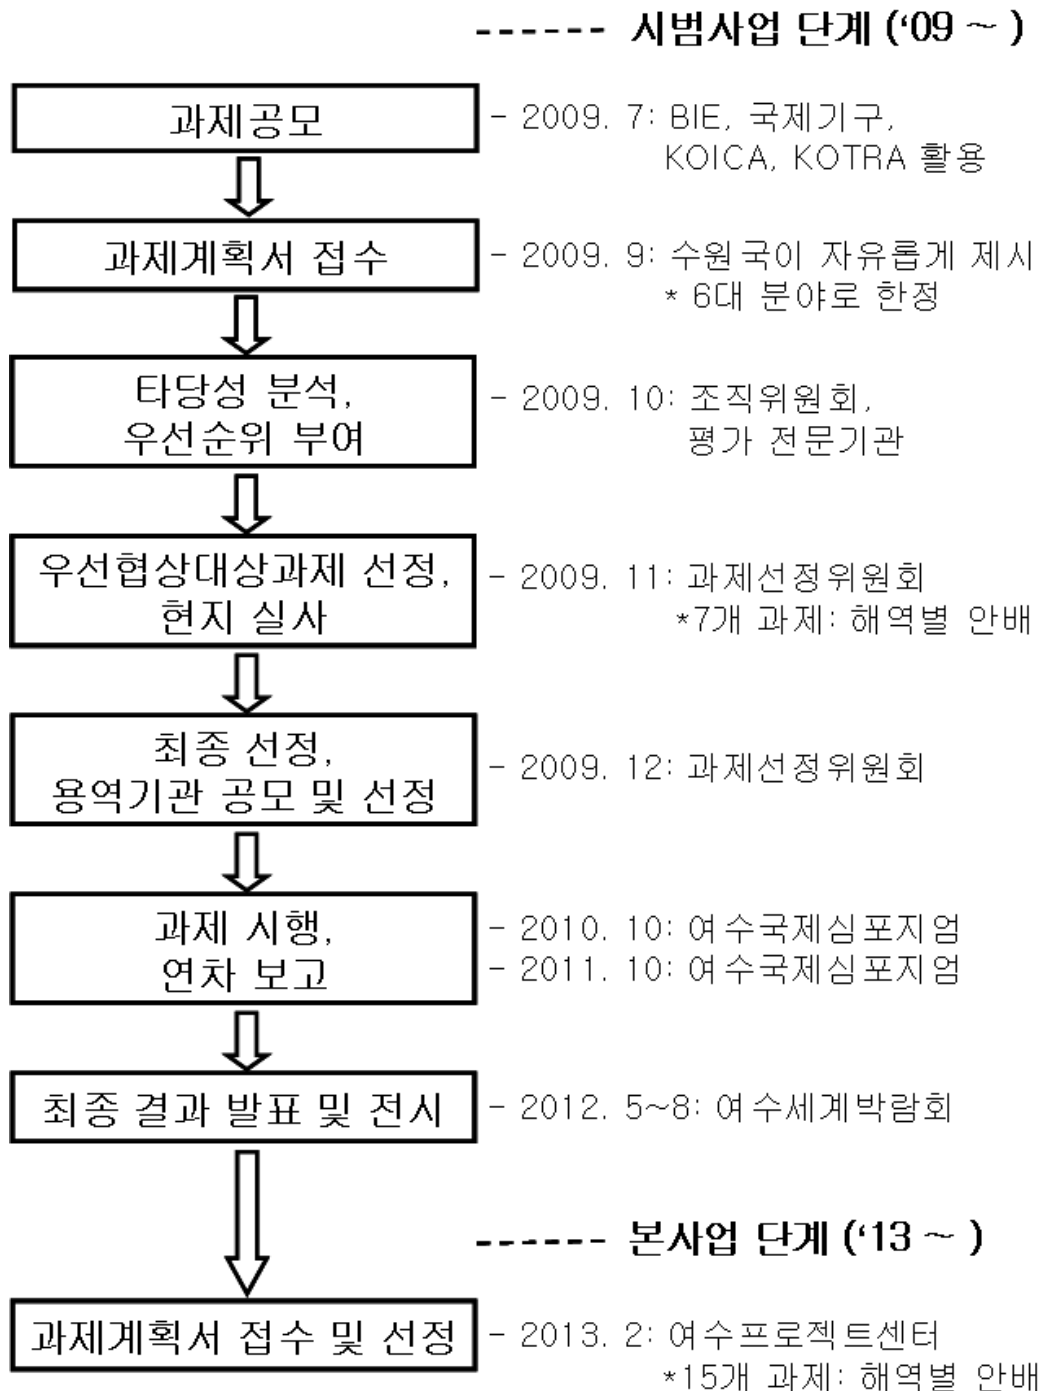 ------ 시범사업 단계 (‘09 ~ )
과제공모
- 2009. 7: BIE, 국제기구,
KOICA, KOTRA 활용
과제계획서 접수
- 2009. 9: 수원국이 자유롭게 제시
* 6대 분야로 한정
타당성 분석,
우선순위 부여
- 2009. 10: 조직위원회,
평가 전문기관
우선협상대상과제 선정,
현지 실사
- 2009. 11: 과제선정위원회
*7개 과제: 해역별 안배
최종 선정,
용역기관 공모 및 선정
- 2009. 12: 과제선정위원회
과제 시행,
연차 보고
- 2010. 10: 여수국제심포지엄
- 2011. 10: 여수국제심포지엄
최종 결과 발표 및 전시
- 2012. 5~8: 여수세계박람회
------ 본사업 단계 (‘13 ~ )
과제계획서 접수 및 선정
- 2013. 2: 여수프로젝트센터
*15개 과제: 해역별 안배